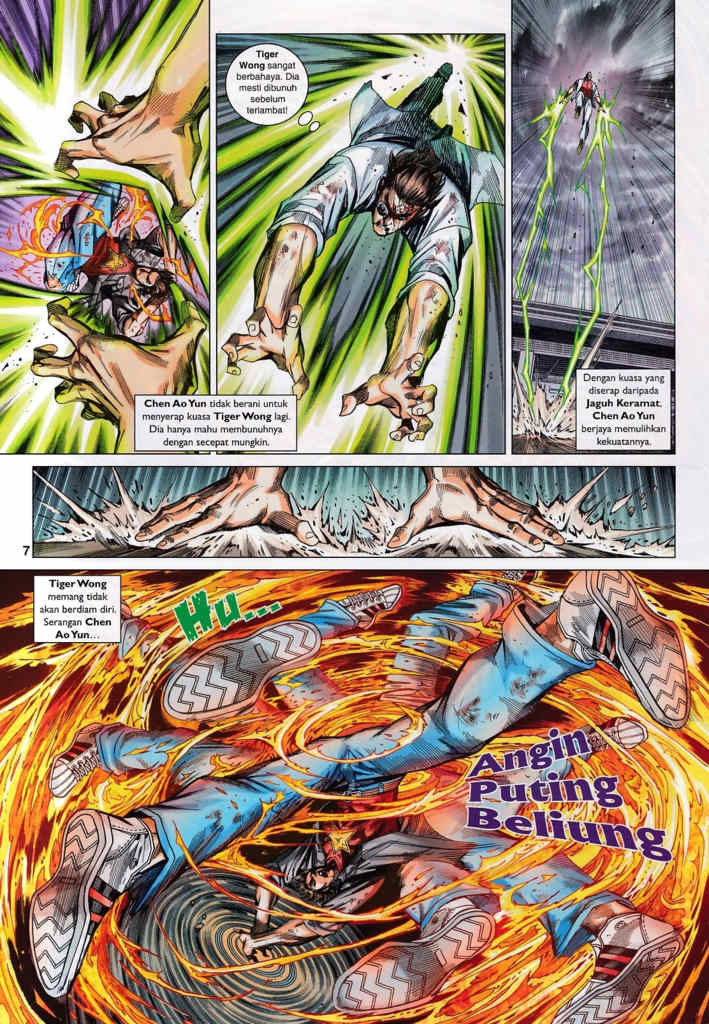 Tiger
Wong sangat
berbahaya. Dia
mesti dibunuh
sebelum
terlambat!
Chen Ao Yun tidak berani untuk
menyerap kuasa Tiger Wong lagi.
Dia hanya mahu membunuhnya
dengan secepat mungkin.
Dengan kuasa yang
diserap daripada
Jaguh Keramat,
Chen Ao Yun
berjaya memulihkan
kekuatannya.
7
Tiger Wong
memang tidak
akan berdiam diri.
Serangan Chen
Ao Yun...
Hu...
Angin
Puting
Beliung